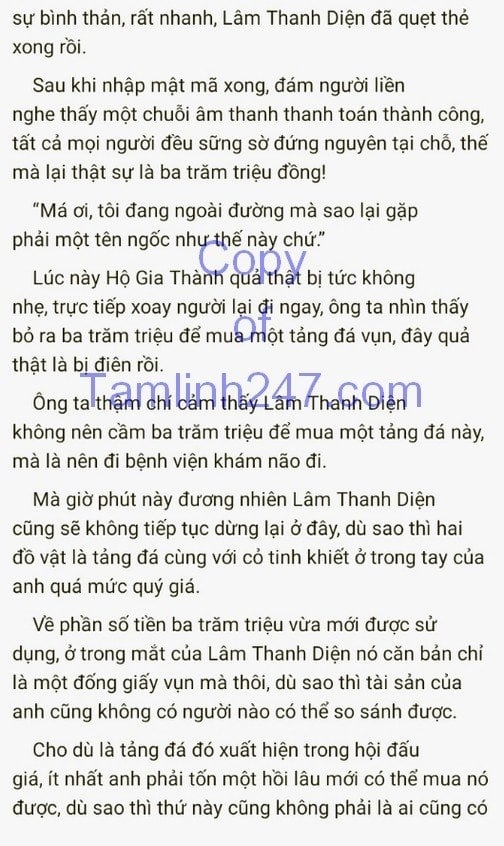 sự bình thản, rất nhanh, Lâm Thanh Diện đã quẹt thẻ
xong rồi.
Sau khi nhập mật mã xong, đám người liền
nghe thấy một chuỗi âm thanh thanh toán thành công,
tất cả mọi người đều sững sờ đứng nguyên tại chỗ, thế
mà lại thật sự là ba trăm triệu đồng!
“Má ơi, tôi đang ngoài đường mà sao lại gặp
phải một tên ngốc như thế này chứ.”
Copy
Lúc này Hộ Gia Thành quả thật bị tức không
nhẹ, trực tiếp xoay người lại đi ngay, ông ta nhìn thấy
of
bỏ ra ba trăm triệu để mua một tảng đá vụn, đây quả
thật là bị điên rồi.
Tamlinh247.com
Ông ta thậm chí cảm thấy Lâm Thanh Diện
không nên cầm ba trăm triệu để mua một tảng đá này,
mà là nên đi bệnh viện khám não đi.
Mà giờ phút này đương nhiên Lâm Thanh Diện
cũng sẽ không tiếp tục dừng lại ở đây, dù sao thì hai
đồ vật là tảng đá cùng với cỏ tinh khiết ở trong tay của
anh quá mức quý giá.
Về phần số tiền ba trăm triệu vừa mới được sử
dụng, ở trong mắt của Lâm Thanh Diện nó căn bản chỉ
là một đống giấy vụn mà thôi, dù sao thì tài sản của
anh cũng không có người nào có thể so sánh được.
Cho dù là tảng đá đó xuất hiện trong hội đấu
giá, ít nhất anh phải tốn một hồi lâu mới có thể mua nó
được, dù sao thì thứ này cũng không phải là ai cũng có